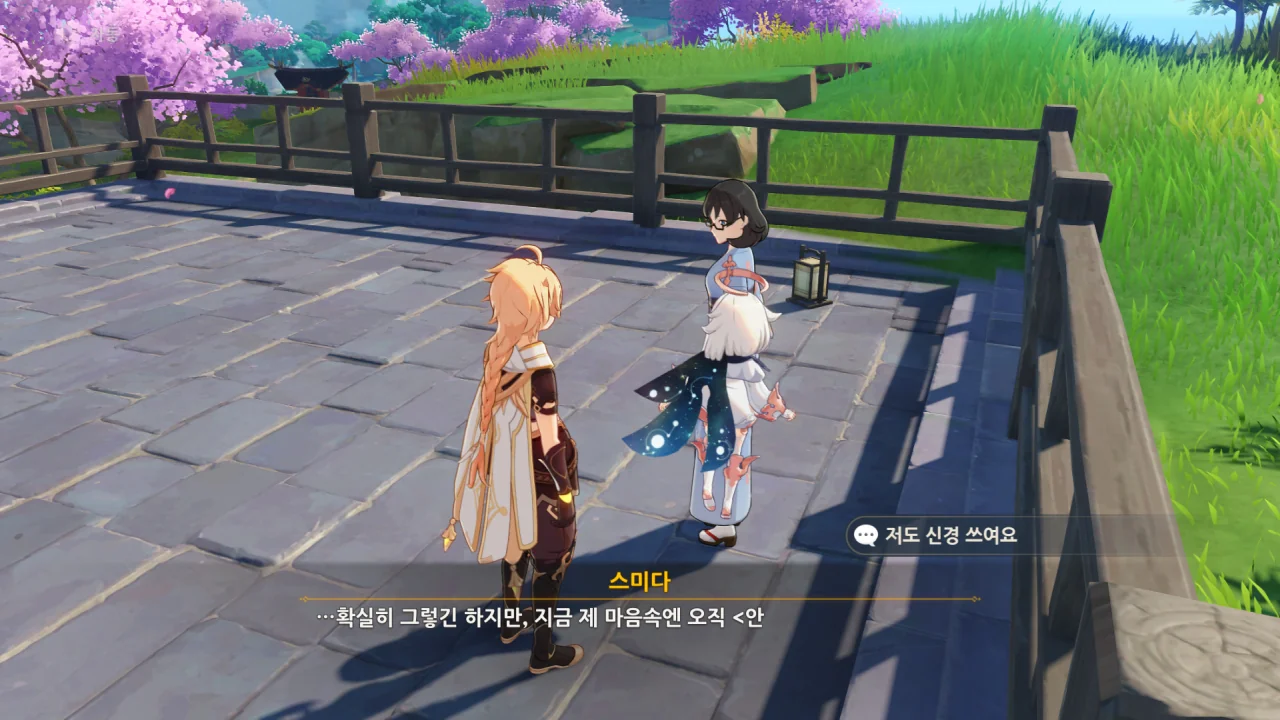 저도 신경 쓰여요
스미다
…확실히 그렇긴 하지만, 지금 제 마음속엔 오직 <안